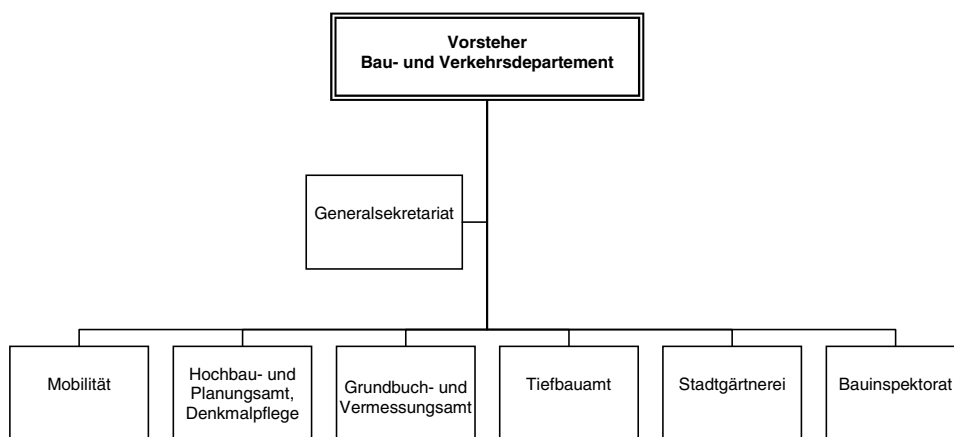 Vorsteher
Bau- und Verkehrsdepartement
Generalsekretariat
Mobilität
Hochbau- und
Planungsamt,
Denkmalpflege
Grundbuch- und
Vermessungsamt
Tiefbauamt
Stadtgärtnerei
Bauinspektorat